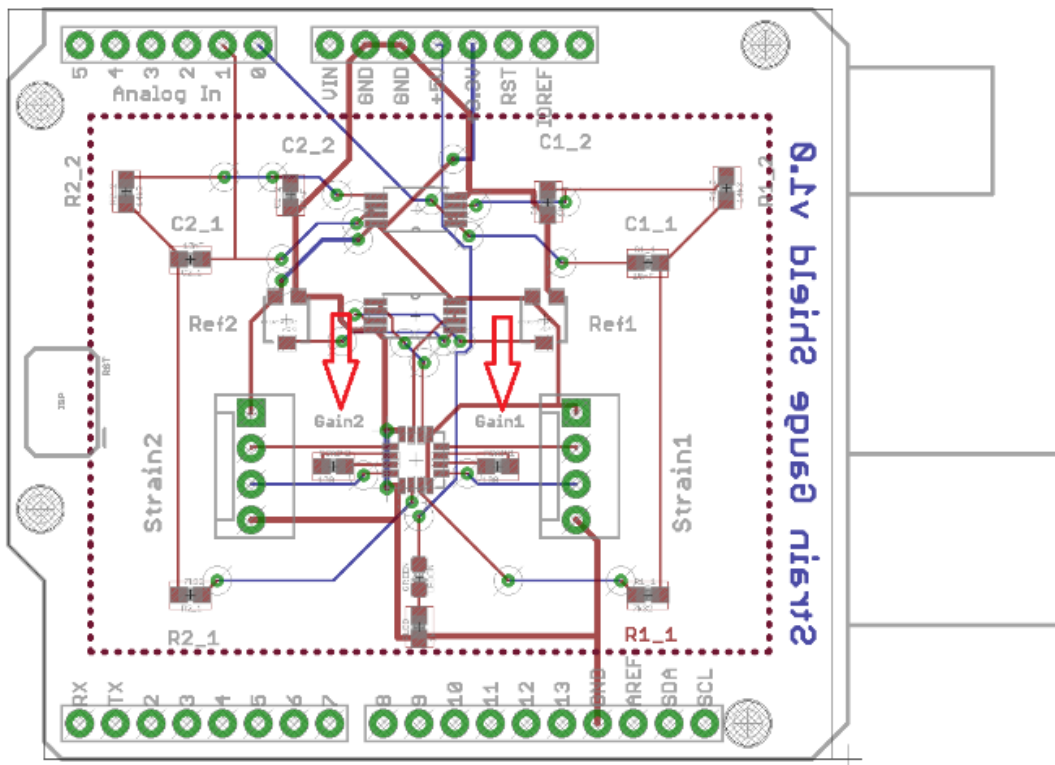 5 4 3 2 1 0
VIN GND GND +5V 3.3V RST IOREF
Analog In
C2_2
C1_2
R2_2
R1_2
C2_1
C1_1
Ref2
Ref1
RST
ISP
Gain2
Gain1
Strain2
Strain1
Strain Gauge Shield v1.0
R2_1
R1_1
RX TX 2 3 4 5 6 7
8 9 10 11 12 13 GND AREF SDA SCL